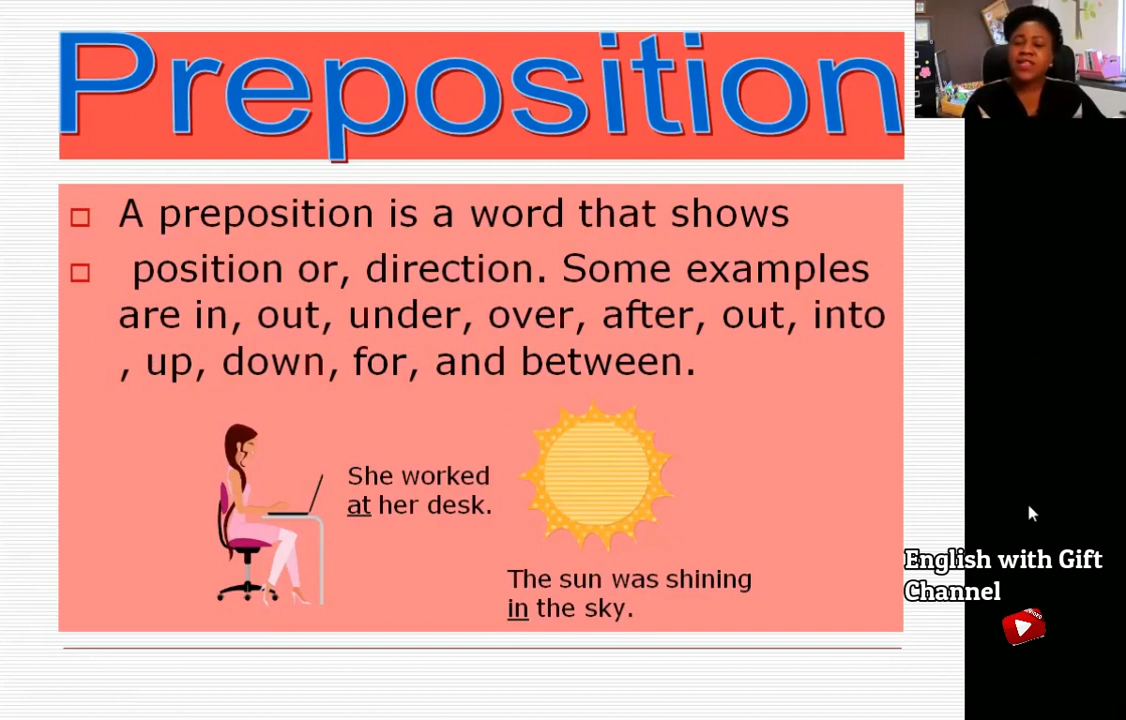 Preposition
A preposition is a word that shows
position or, direction. Some examples
are in, out, under, over, after, out, into
, up, down, for, and between.
She worked
at her desk.
The sun was shining
in the sky.
English with Gift
Channel